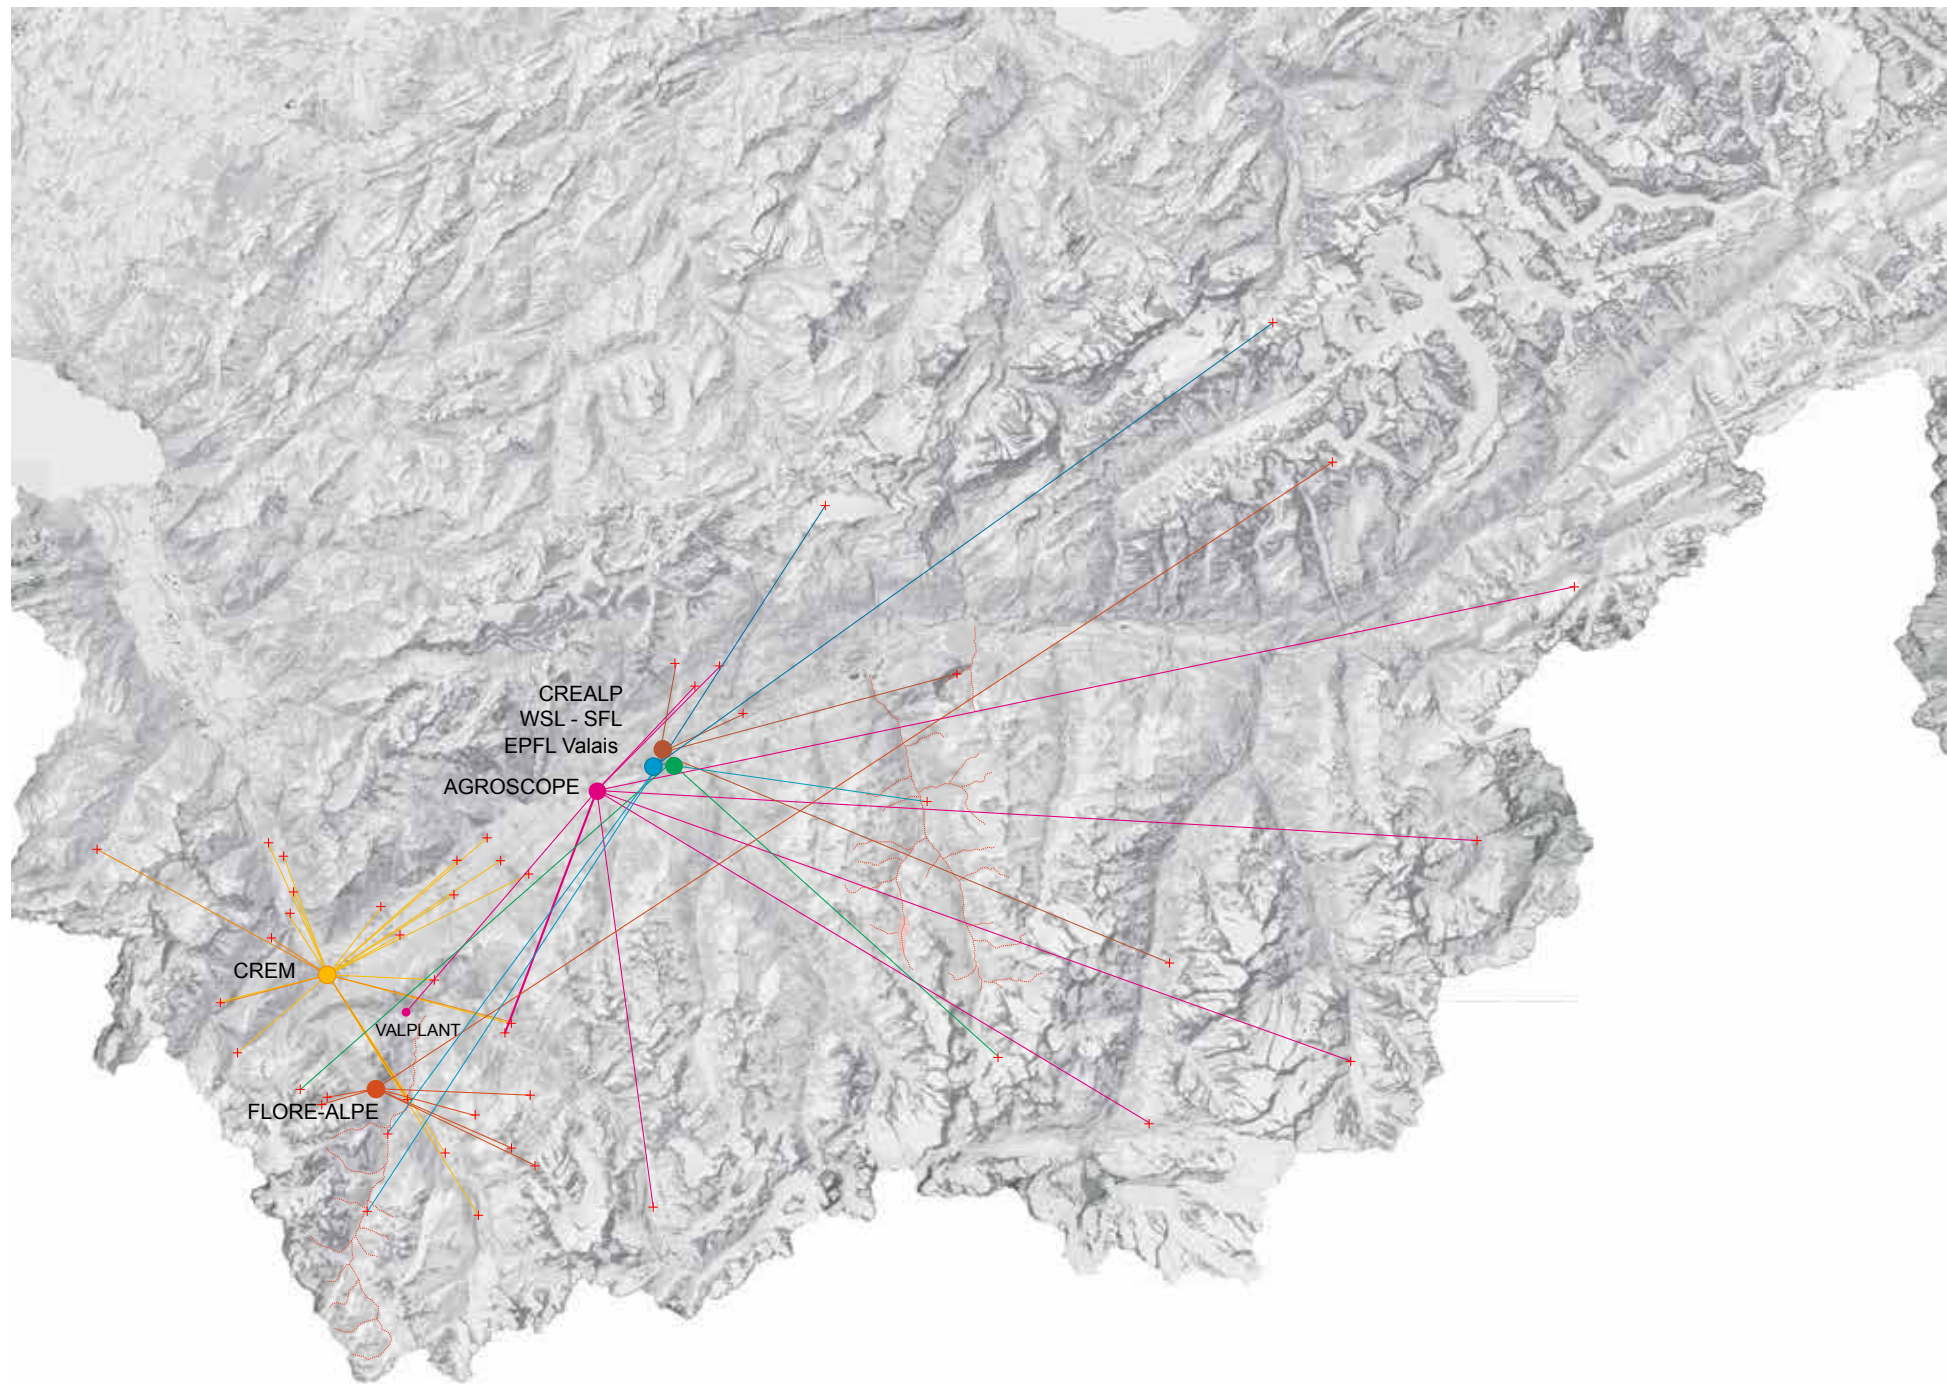 CREALP
WSL - SFL
EPFL Valais
AGROSCOPE
CREM
VALPLANT
FLORE-ALPE